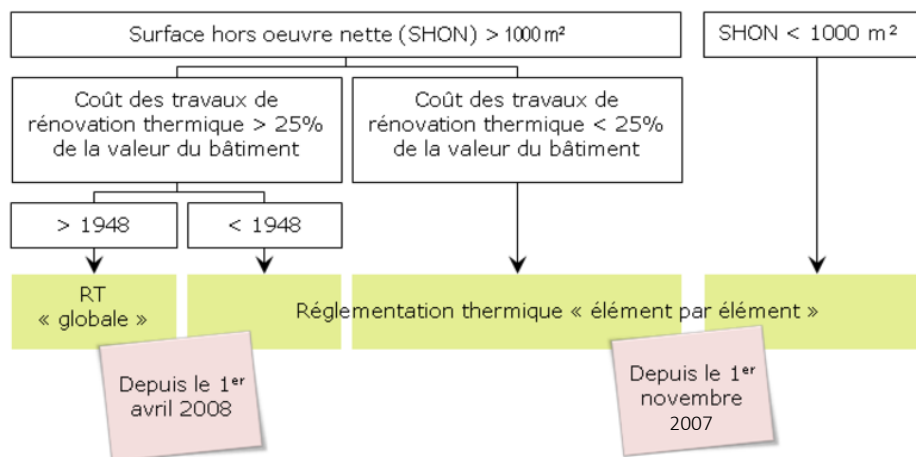 Surface hors oeuvre nette (SHON) > 1000 m²
SHON < 1000 m²
Coût des travaux de
rénovation thermique > 25%
de la valeur du bâtiment
Coût des travaux de
rénovation thermique < 25%
de la valeur du bâtiment
> 1948
< 1948
RT
« globale »
Réglementation thermique « élément par élément »
Depuis le 1er
avril 2008
Depuis le 1er
novembre
2007